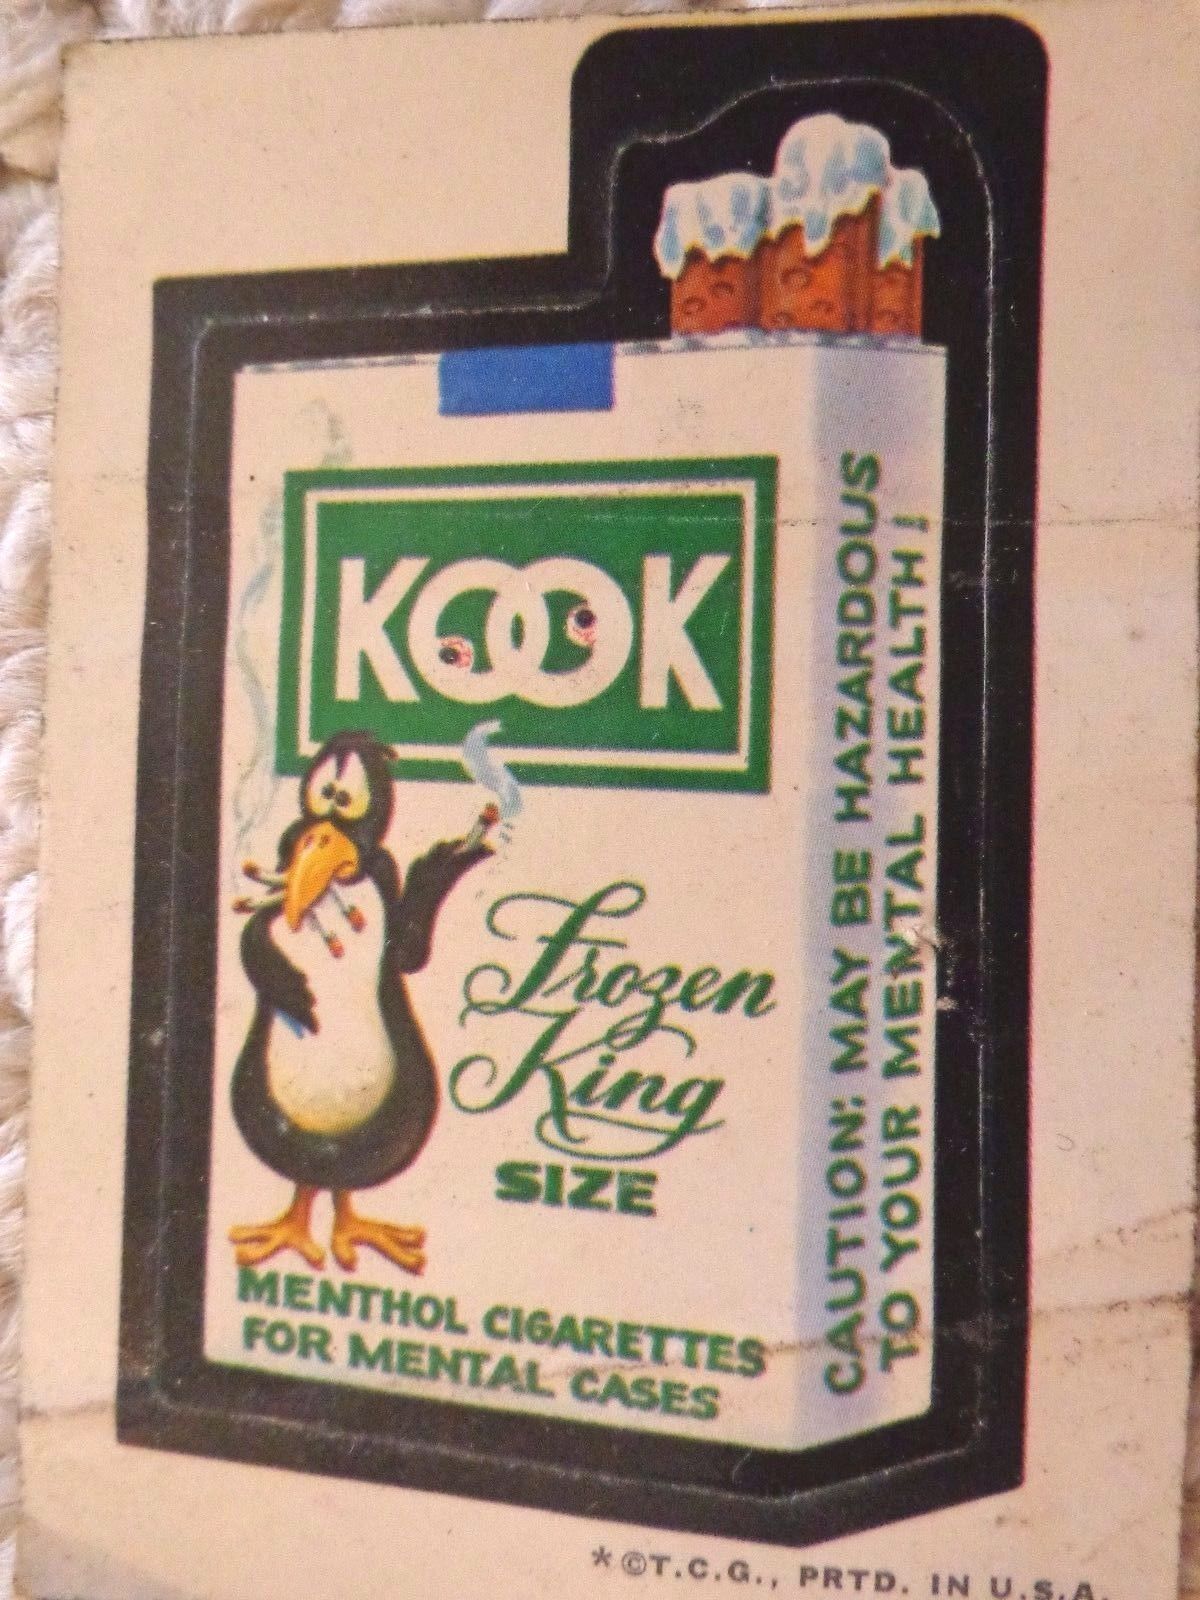 KOOK
Frozen
King
SIZE
MENTHOL CIGARETTES
FOR MENTAL CASES
CAUTION: MAY BE HAZARDOUS
TO YOUR MENTAL HEALTH!
*©T.C.G., PRTD. IN U.S.A.